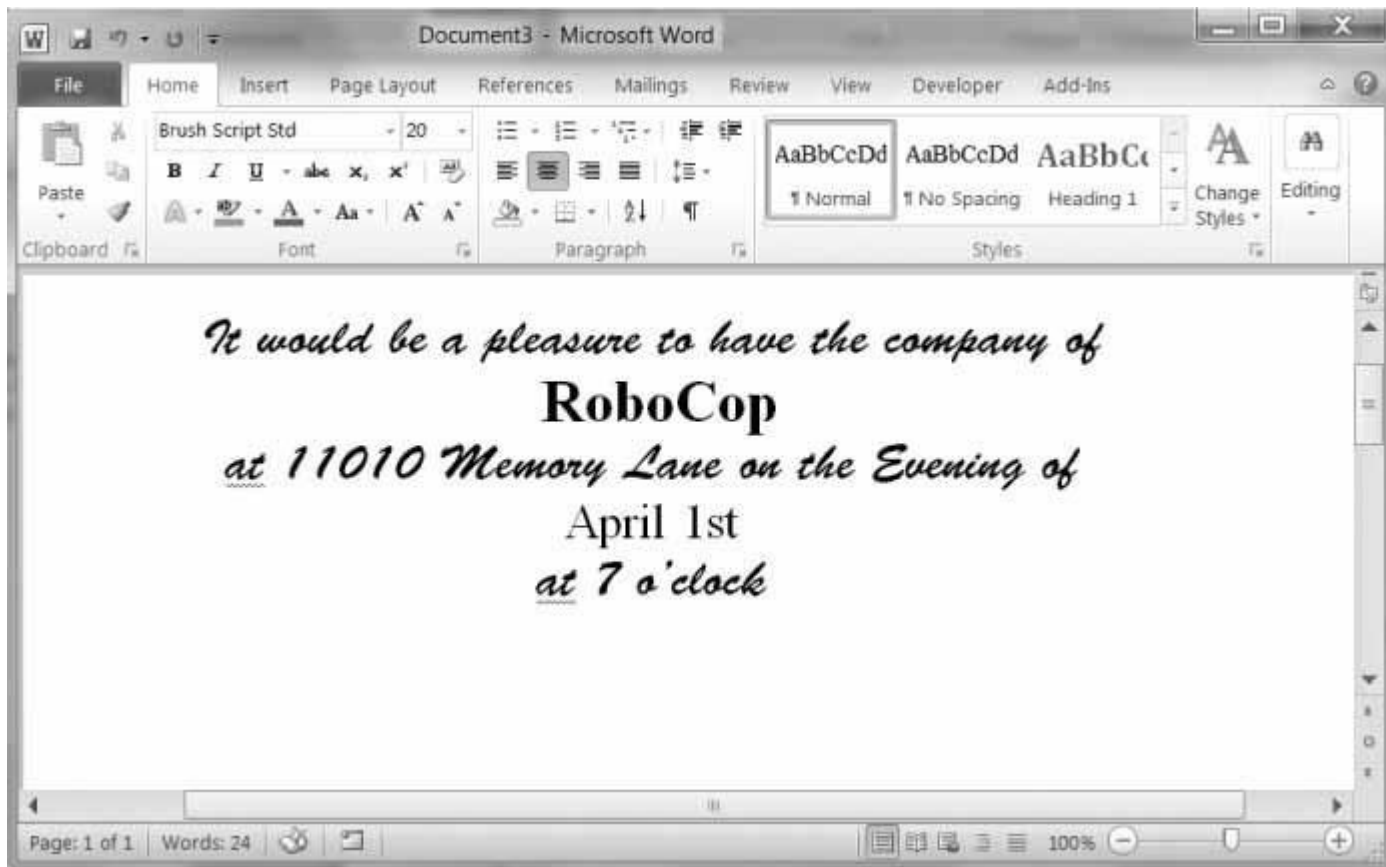 W Document3 - Microsoft Word X
File Home Insert Page Layout References Mailings Review View Developer Add-Ins
Brush Script Std 20
AaBbCcDd AaBbCcDd AaBbCc
B I U abc x, x'
Paste ¶ Normal ¶ No Spacing Heading 1 Change Styles Editing
A A Aa A A ¶
Clipboard Font Paragraph Styles
It would be a pleasure to have the company of
RoboCop
at 11010 Memory Lane on the Evening of
April 1st
at 7 o'clock
Page: 1 of 1 Words: 24 100%